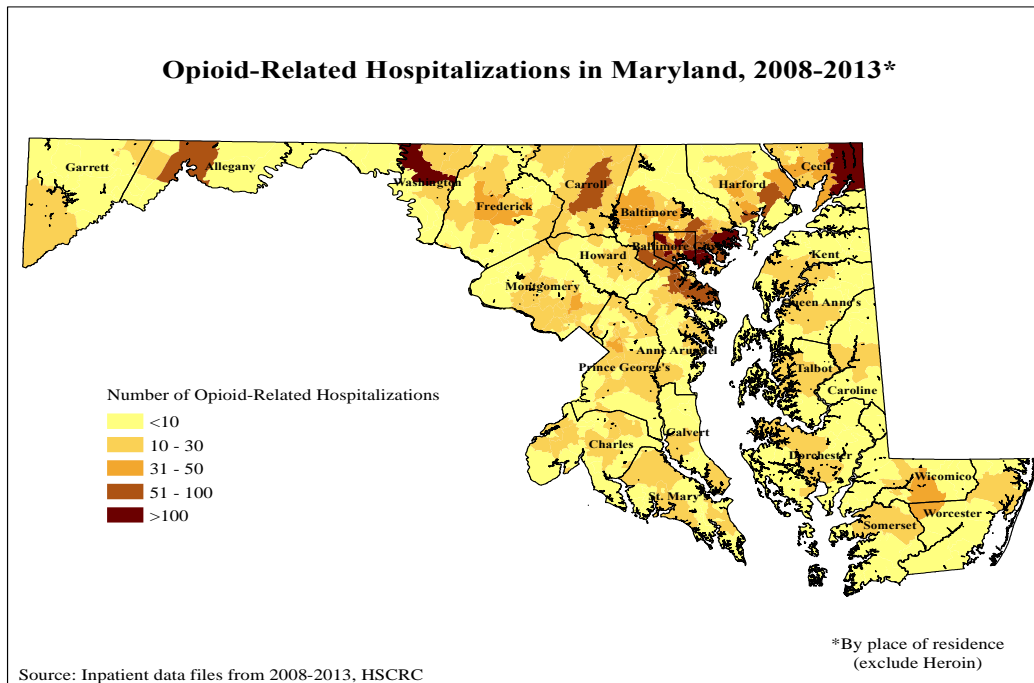 Opioid-Related Hospitalizations in Maryland, 2008-2013*
Garrett
Allegany
Washington
Frederick
Carroll
Baltimore
Harford
Cecil
Baltimore City
Howard
Kent
Montgomery
Queen Anne's
Anne Arundel
Prince George's
Talbot
Caroline
Number of Opioid-Related Hospitalizations
<10
10 - 30
31 - 50
51 - 100
>100
Charles
Calvert
Dorchester
St. Mary's
Wicomico
Worcester
Somerset
*By place of residence
(exclude Heroin)
Source: Inpatient data files from 2008-2013, HSCRC